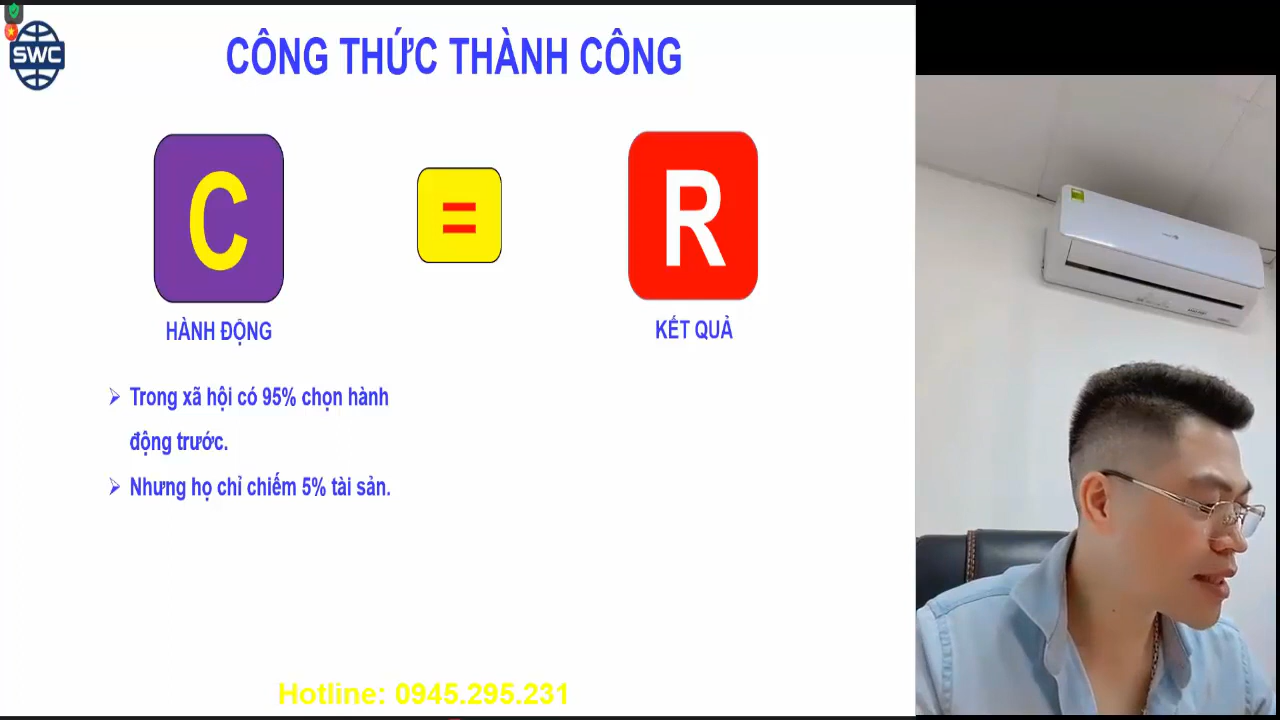 SWC
CÔNG THỨC THÀNH CÔNG
C
=
R
HÀNH ĐỘNG
KẾT QUẢ
Trong xã hội có 95% chọn hành
động trước.
Nhưng họ chỉ chiếm 5% tài sản.
Hotline: 0945.295.231